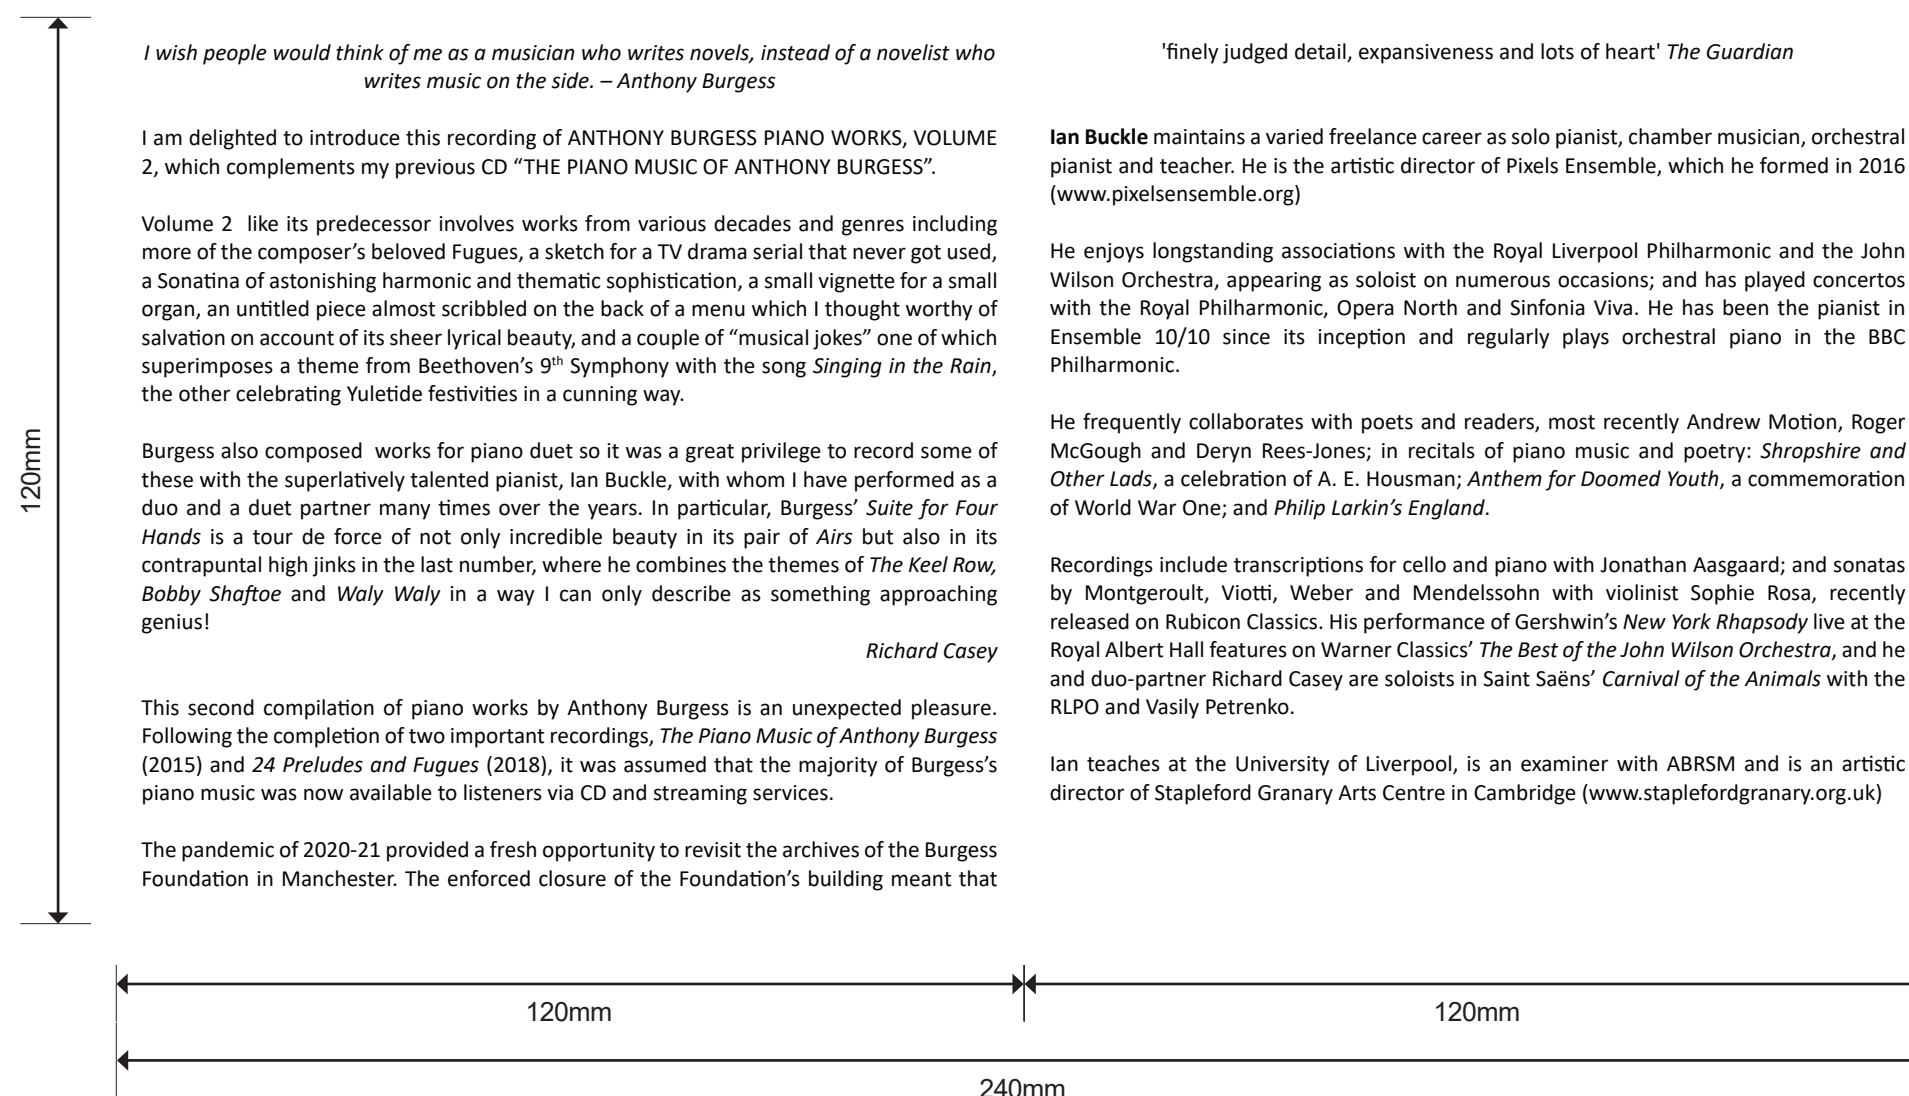 I wish people would think of me as a musician who writes novels, instead of a novelist who
writes music on the side. – Anthony Burgess
I am delighted to introduce this recording of ANTHONY BURGESS PIANO WORKS, VOLUME
2, which complements my previous CD “THE PIANO MUSIC OF ANTHONY BURGESS”.
Volume 2  like its predecessor involves works from various decades and genres including
more of the composer’s beloved Fugues, a sketch for a TV drama serial that never got used,
a Sonatina of astonishing harmonic and thematic sophistication, a small vignette for a small
organ, an untitled piece almost scribbled on the back of a menu which I thought worthy of
salvation on account of its sheer lyrical beauty, and a couple of “musical jokes” one of which
superimposes a theme from Beethoven’s 9th Symphony with the song Singing in the Rain,
the other celebrating Yuletide festivities in a cunning way.
Burgess also composed  works for piano duet so it was a great privilege to record some of
these with the superlatively talented pianist, Ian Buckle, with whom I have performed as a
duo and a duet partner many times over the years. In particular, Burgess’ Suite for Four
Hands is a tour de force of not only incredible beauty in its pair of Airs but also in its
contrapuntal high jinks in the last number, where he combines the themes of The Keel Row,
Bobby Shaftoe and Waly Waly in a way I can only describe as something approaching
genius!
Richard Casey
This second compilation of piano works by Anthony Burgess is an unexpected pleasure.
Following the completion of two important recordings, The Piano Music of Anthony Burgess
(2015) and 24 Preludes and Fugues (2018), it was assumed that the majority of Burgess’s
piano music was now available to listeners via CD and streaming services.
The pandemic of 2020-21 provided a fresh opportunity to revisit the archives of the Burgess
Foundation in Manchester. The enforced closure of the Foundation’s building meant that
'finely judged detail, expansiveness and lots of heart' The Guardian
Ian Buckle maintains a varied freelance career as solo pianist, chamber musician, orchestral
pianist and teacher. He is the artistic director of Pixels Ensemble, which he formed in 2016
(www.pixelsensemble.org)
He enjoys longstanding associations with the Royal Liverpool Philharmonic and the John
Wilson Orchestra, appearing as soloist on numerous occasions; and has played concertos
with the Royal Philharmonic, Opera North and Sinfonia Viva. He has been the pianist in
Ensemble 10/10 since its inception and regularly plays orchestral piano in the BBC
Philharmonic.
He frequently collaborates with poets and readers, most recently Andrew Motion, Roger
McGough and Deryn Rees-Jones; in recitals of piano music and poetry: Shropshire and
Other Lads, a celebration of A. E. Housman; Anthem for Doomed Youth, a commemoration
of World War One; and Philip Larkin’s England.
Recordings include transcriptions for cello and piano with Jonathan Aasgaard; and sonatas
by Montgeroult, Viotti, Weber and Mendelssohn with violinist Sophie Rosa, recently
released on Rubicon Classics. His performance of Gershwin’s New York Rhapsody live at the
Royal Albert Hall features on Warner Classics’ The Best of the John Wilson Orchestra, and he
and duo-partner Richard Casey are soloists in Saint Saëns’ Carnival of the Animals with the
RLPO and Vasily Petrenko.
Ian teaches at the University of Liverpool, is an examiner with ABRSM and is an artistic
director of Stapleford Granary Arts Centre in Cambridge (www.staplefordgranary.org.uk)
120mm
120mm
120mm
240mm